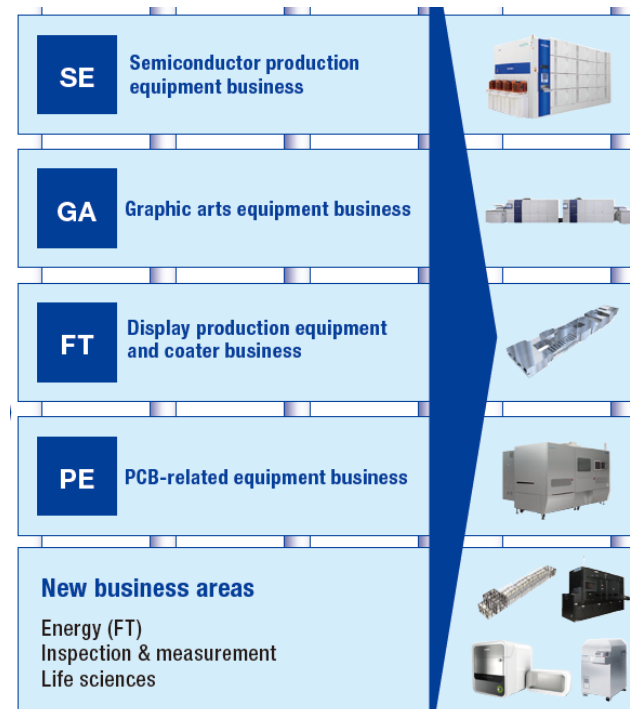 SE
Semiconductor production
equipment business
GA
Graphic arts equipment business
FT
Display production equipment
and coater business
PE
PCB-related equipment business
New business areas
Energy (FT)
Inspection & measurement
Life sciences